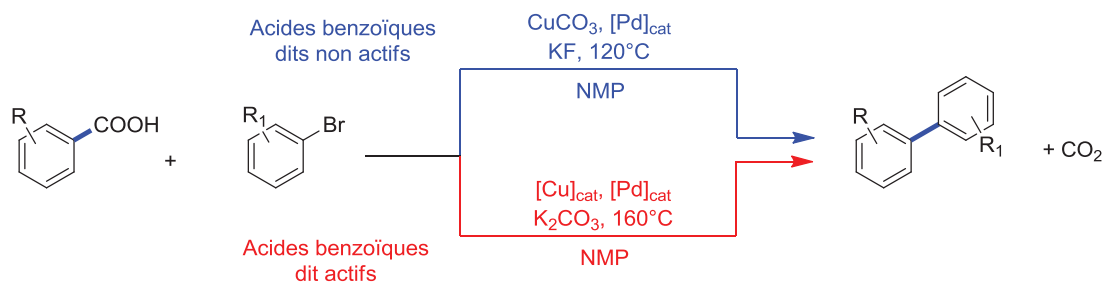 Acides benzoïques
dits non actifs
CuCO3, [Pd]cat
KF, 120°C
NMP
R
COOH
+
R1
Br
R
R1
+ CO2
[Cu]cat, [Pd]cat
K2CO3, 160°C
NMP
Acides benzoïques
dit actifs